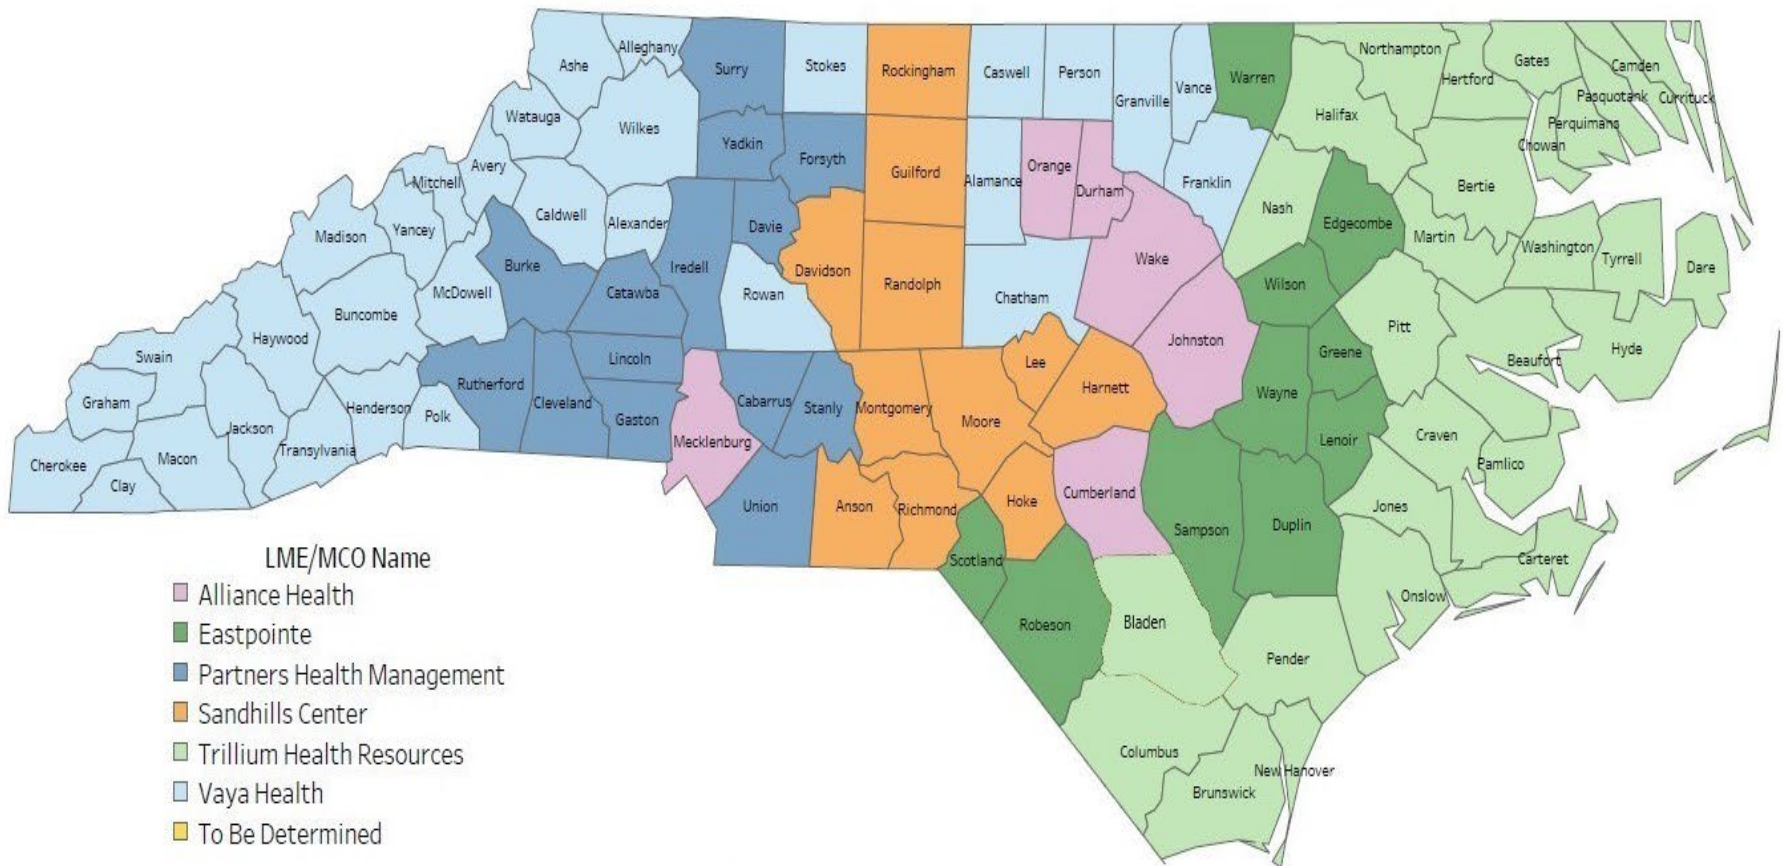 Ashe
Alleghany
Surry
Stokes
Rockingham
Caswell
Person
Granville
Vance
Warren
Northampton
Hertford
Gates
Camden
Pasquotank
Currituck
Perquimans
Chowan
Halifax
Watauga
Wilkes
Yadkin
Forsyth
Guilford
Alamance
Orange
Durham
Franklin
Nash
Edgecombe
Bertie
Martin
Washington
Tyrrell
Dare
Mitchell
Avery
Caldwell
Alexander
Davie
Iredell
Madison
Yancey
Burke
Catawba
Rowan
Davidson
Randolph
Chatham
Wake
Wilson
McDowell
Buncombe
Haywood
Swain
Graham
Lincoln
Rutherford
Cleveland
Gaston
Mecklenburg
Cabarrus
Stanly
Montgomery
Moore
Lee
Harnett
Johnston
Wayne
Greene
Lenoir
Pitt
Beaufort
Hyde
Craven
Pamlico
Jones
Henderson
Polk
Jackson
Transylvania
Macon
Cherokee
Clay
Union
Anson
Richmond
Hoke
Cumberland
Sampson
Duplin
Scotland
Robeson
Bladen
Pender
Onslow
Carteret
Columbus
Brunswick
New Hanover
LME/MCO Name
Alliance Health
Eastpointe
Partners Health Management
Sandhills Center
Trillium Health Resources
Vaya Health
To Be Determined